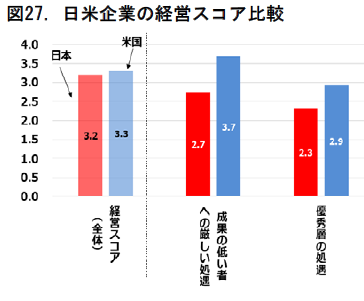 図27. 日米企業の経営スコア比較
4.0
3.5
3.0
2.5
2.0
1.5
1.0
0.5
0.0
日本
米国
3.2
3.3
2.7
3.7
2.3
2.9
経営スコア
（全体）
成果の低い者
への厳しい処遇
優秀層の処遇